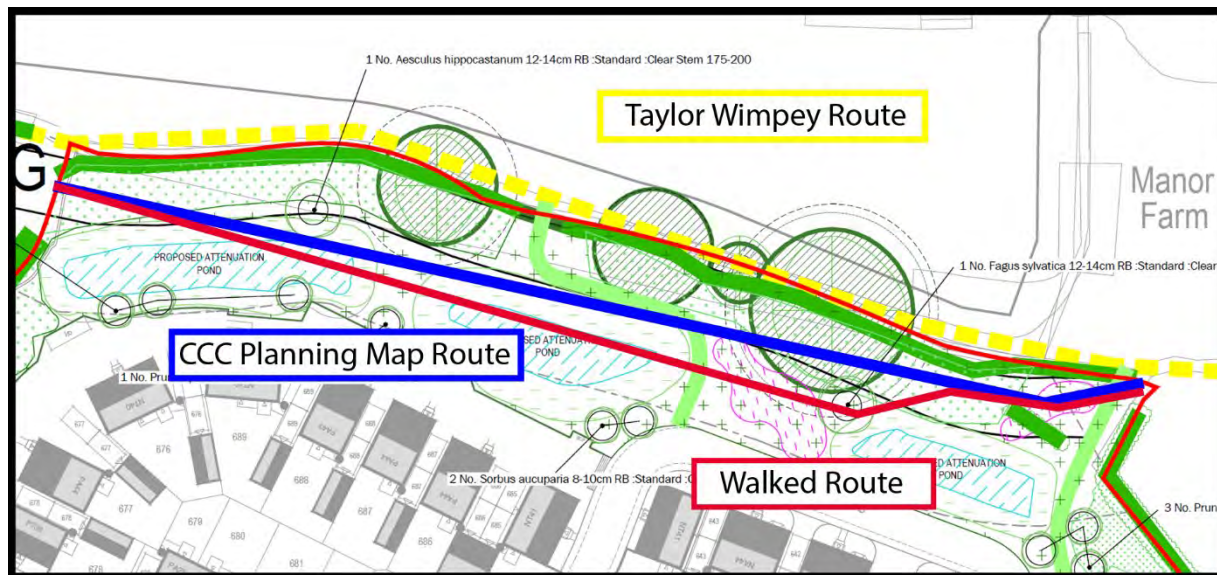 1 No. Aesculus hippocastanum 12-14cm RB :Standard :Clear Stem 175-200
Taylor Wimpey Route
G
Manor
Farm
PROPOSED ATTENUATION
POND
1 No. Fagus sylvatica 12-14cm RB :Standard :Clear
CCC Planning Map Route
POND
1 No. Pru
676
689
688
687
686
677
679
680
681
678
2 No. Sorbus aucuparia 8-10cm RB :Standard :
Walked Route
ATTENUATION
POND
3 No. Prun